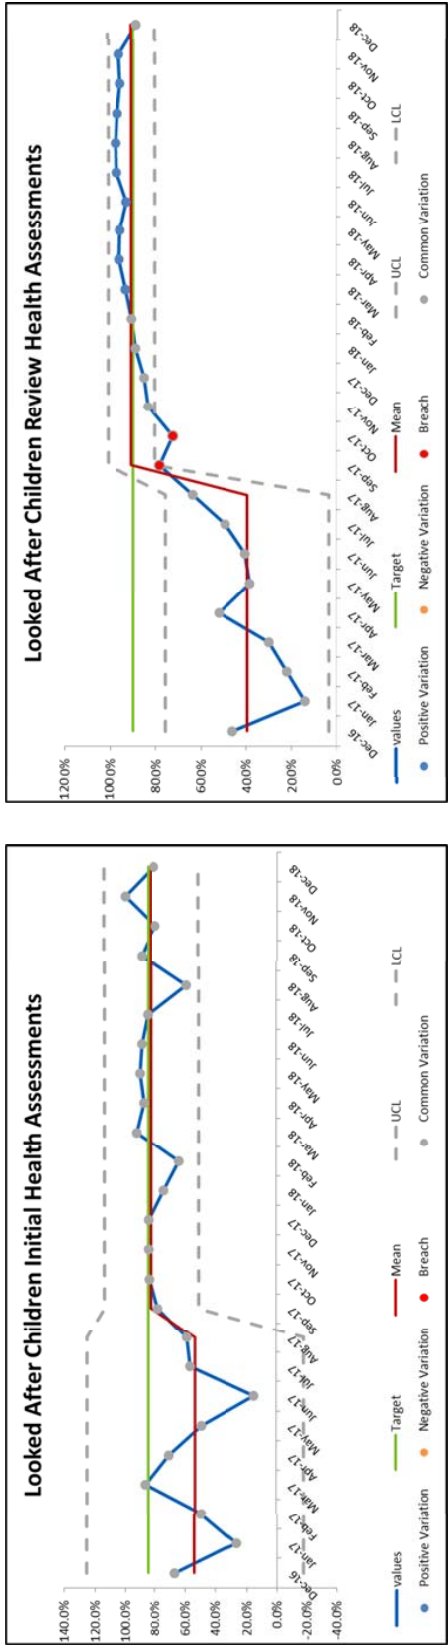 Looked After Children Initial Health Assessments
140.0%
120.0%
100.0%
80.0%
60.0%
40.0%
20.0%
0.0%
-20.0%
-40.0%
Dec-16
Jan-17
Feb-17
Mar-17
Apr-17
May-17
Jun-17
Jul-17
Aug-17
Sep-17
Oct-17
Nov-17
Dec-17
Jan-18
Feb-18
Mar-18
Apr-18
May-18
Jun-18
Jul-18
Aug-18
Sep-18
Oct-18
Nov-18
Dec-18
values Target Mean UCL LCL
Positive Variation Negative Variation Breach Common Variation
Looked After Children Review Health Assessments
1200%
1000%
800%
600%
400%
200%
00%
Dec-16
Jan-17
Feb-17
Mar-17
Apr-17
May-17
Jun-17
Jul-17
Aug-17
Sep-17
Oct-17
Nov-17
Dec-17
Jan-18
Feb-18
Mar-18
Apr-18
May-18
Jun-18
Jul-18
Aug-18
Sep-18
Oct-18
Nov-18
Dec-18
values Target Mean UCL LCL
Positive Variation Negative Variation Breach Common Variation